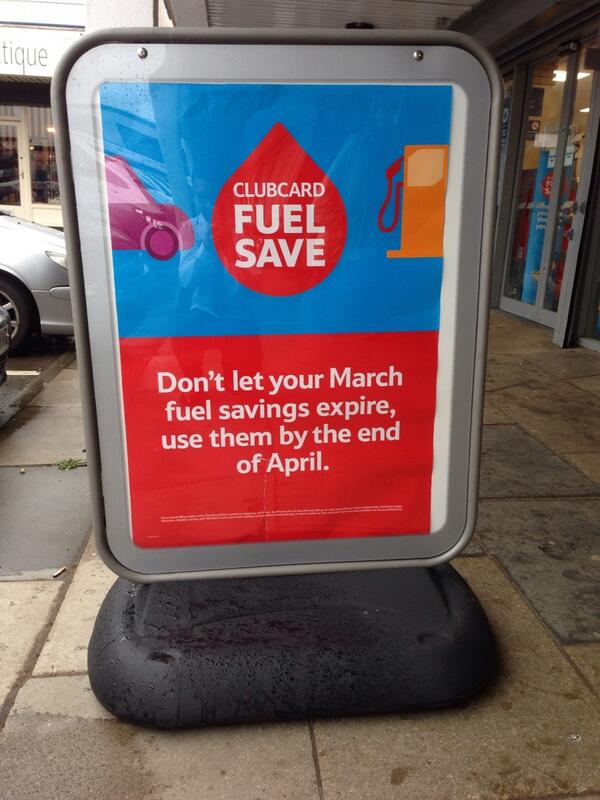 tique
CLUBCARD
FUEL
SAVE
Don't let your March
fuel savings expire,
use them by the end
of April.